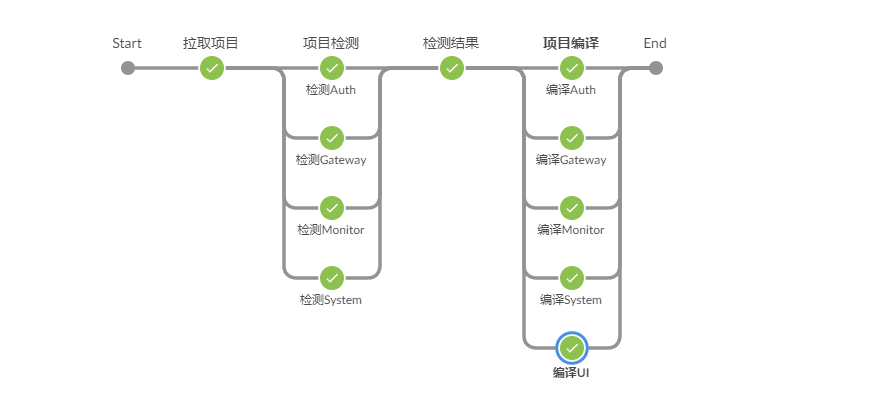 Start
拉取项目
项目检测
检测结果
项目编译
End
检测Auth
编译Auth
检测Gateway
编译Gateway
检测Monitor
编译Monitor
检测System
编译System
编译UI